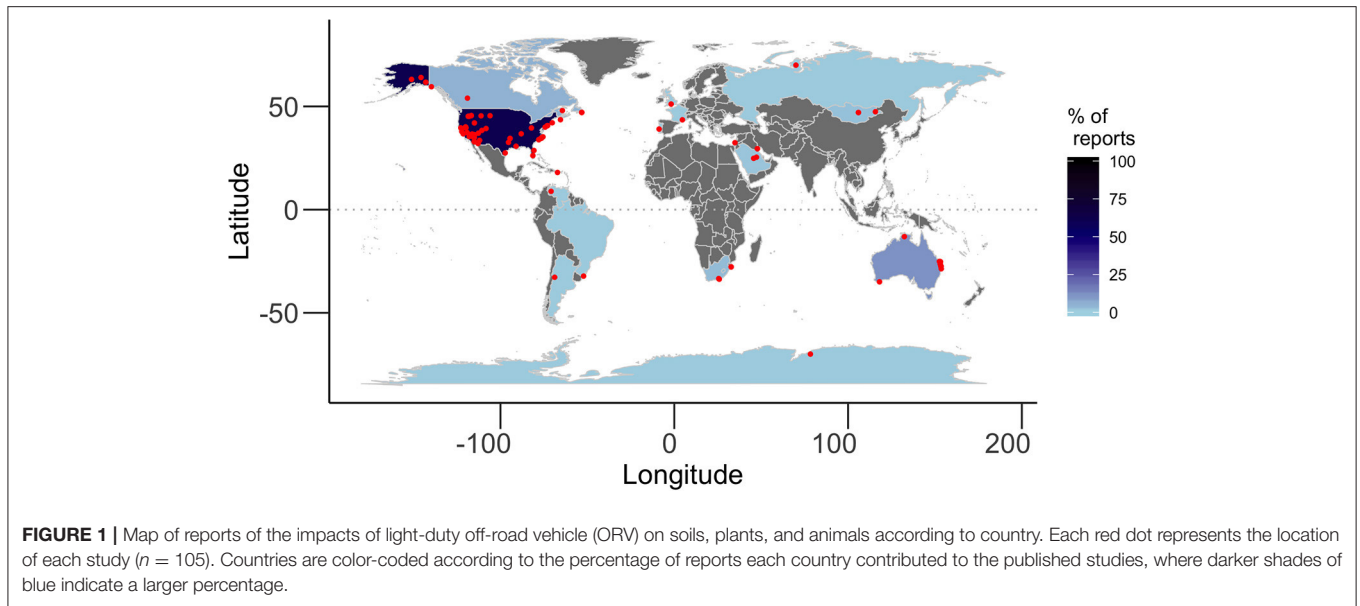 50
0
-50
Latitude
-100
0
100
200
Longitude
% of
reports
100
75
50
25
0
FIGURE 1 | Map of reports of the impacts of light-duty off-road vehicle (ORV) on soils, plants, and animals according to country. Each red dot represents the location
of each study (n = 105). Countries are color-coded according to the percentage of reports each country contributed to the published studies, where darker shades of
blue indicate a larger percentage.